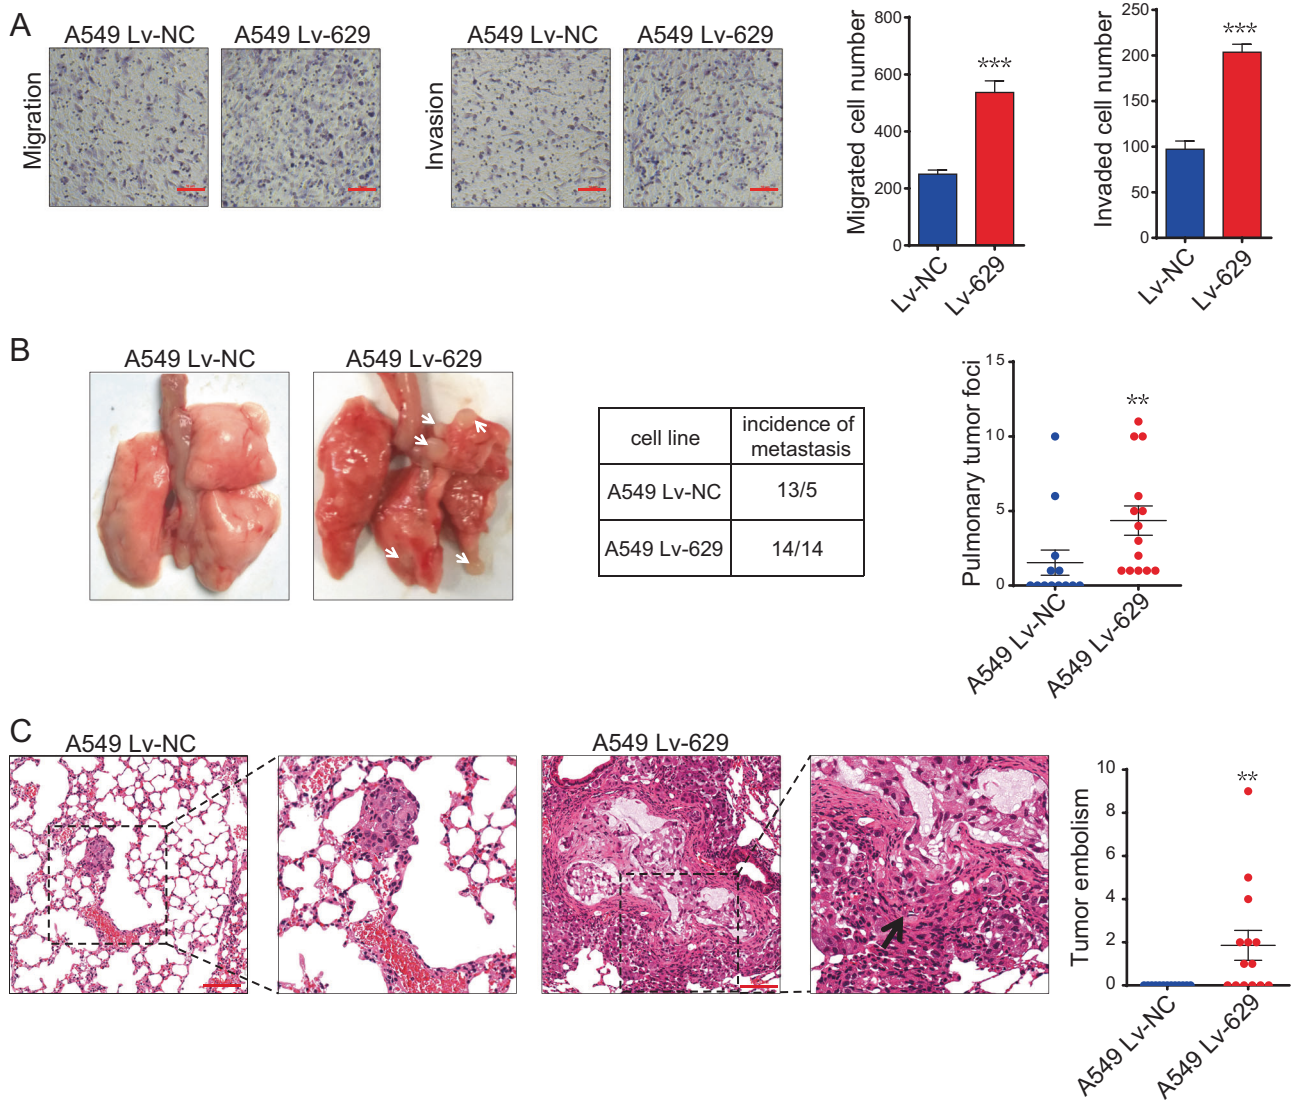 A
A549 Lv-NC
A549 Lv-629
A549 Lv-NC
A549 Lv-629
Migration
Invasion
Migrated cell number
800
600
400
200
0
Lv-NC
Lv-629
***
Invaded cell number
250
200
150
100
50
0
Lv-NC
Lv-629
***
B
A549 Lv-NC
A549 Lv-629
cell line
incidence of
metastasis
A549 Lv-NC
13/5
A549 Lv-629
14/14
Pulmonary tumor foci
15
10
5
0
**
A549 Lv-NC
A549 Lv-629
C
A549 Lv-NC
A549 Lv-629
Tumor embolism
10
8
6
4
2
0
**
A549 Lv-NC
A549 Lv-629